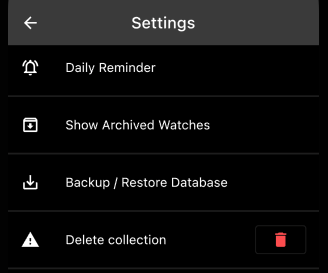 Settings
Daily Reminder
Show Archived Watches
Backup / Restore Database
Delete collection